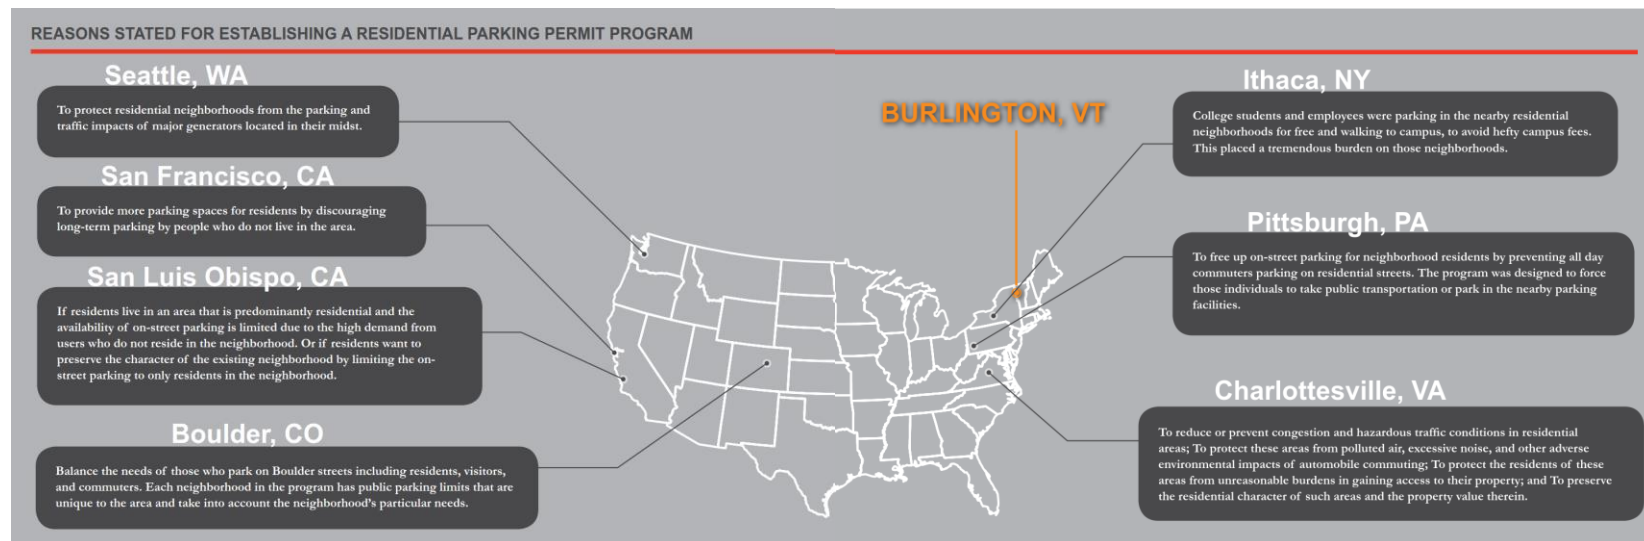 REASONS STATED FOR ESTABLISHING A RESIDENTIAL PARKING PERMIT PROGRAM
Seattle, WA
To protect residential neighborhoods from the parking and
traffic impacts of major generators located in their midst.
San Francisco, CA
To provide more parking spaces for residents by discouraging
long-term parking by people who do not live in the area.
San Luis Obispo, CA
If residents live in an area that is predominantly residential and the
availability of on-street parking is limited due to the high demand from
users who do not reside in the neighborhood. Or if residents want to
preserve the character of the existing neighborhood by limiting the on-
street parking to only residents in the neighborhood.
Boulder, CO
Balance the needs of those who park on Boulder streets including residents, visitors,
and commuters. Each neighborhood in the program has public parking limits that are
unique to the area and take into account the neighborhood's particular needs.
BURLINGTON, VT
Ithaca, NY
College students and employees were parking in the nearby residential
neighborhoods for free and walking to campus, to avoid hefty campus fees.
This placed a tremendous burden on those neighborhoods.
Pittsburgh, PA
To free up on-street parking for neighborhood residents by preventing all day
commuters parking on residential streets. The program was designed to force
those individuals to take public transportation or park in the nearby parking
facilities.
Charlottesville, VA
To reduce or prevent congestion and hazardous traffic conditions in residential
areas; To protect these areas from polluted air, excessive noise, and other adverse
environmental impacts of automobile commuting; To protect the residents of these
areas from unreasonable burdens in gaining access to their property; and To preserve
the residential character of such areas and the property value therein.